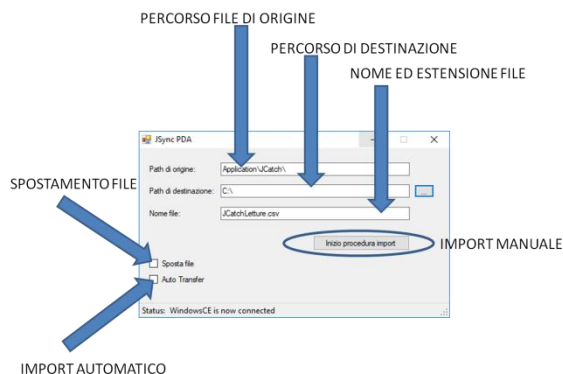 PERCORSO FILE DI ORIGINE
PERCORSO DI DESTINAZIONE
NOME ED ESTENSIONE FILE
JSync PDA
Path di origine:
Application\JCatch\
SPOSTAMENTO FILE
Path di destinazione:
C:\
...
Nome file:
JCatchLetture.csv
Inizio procedura import
IMPORT MANUALE
Sposta file
Auto Transfer
Status: WindowsCE is now connected
IMPORT AUTOMATICO